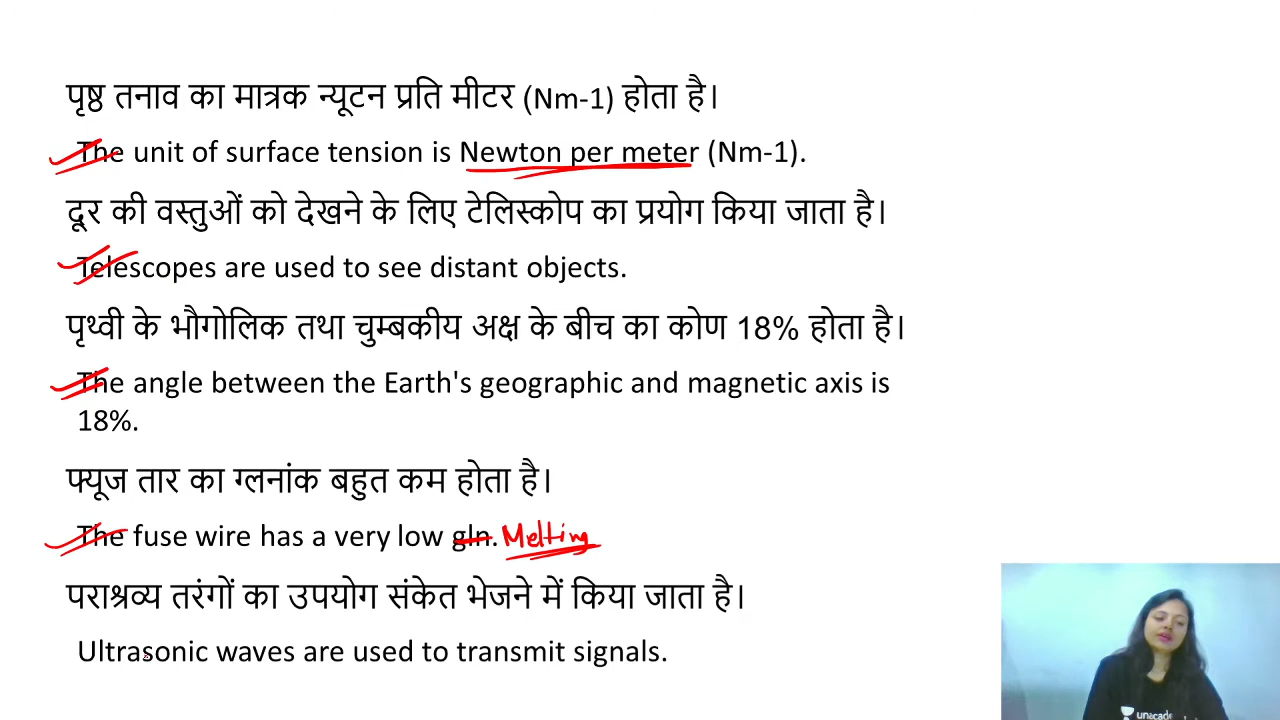 पृष्ठ तनाव का मात्रक न्यूटन प्रति मीटर (Nm-1) होता है।
The unit of surface tension is Newton per meter (Nm-1).
दूर की वस्तुओं को देखने के लिए टेलिस्कोप का प्रयोग किया जाता है।
Telescopes are used to see distant objects.
पृथ्वी के भौगोलिक तथा चुम्बकीय अक्ष के बीच का कोण 18% होता है।
The angle between the Earth's geographic and magnetic axis is
18%.
फ्यूज तार का ग्लनांक बहुत कम होता है।
The fuse wire has a very low gln. Melting
पराश्रव्य तरंगों का उपयोग संकेत भेजने में किया जाता है।
Ultrasonic waves are used to transmit signals.